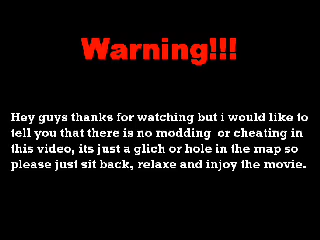 Warning!!!
Hey guys thanks for watching but i would like to
tell you that there is no modding or cheating in
this video, its just a glich or hole in the map so
please just sit back, relaxe and injoy the movie.